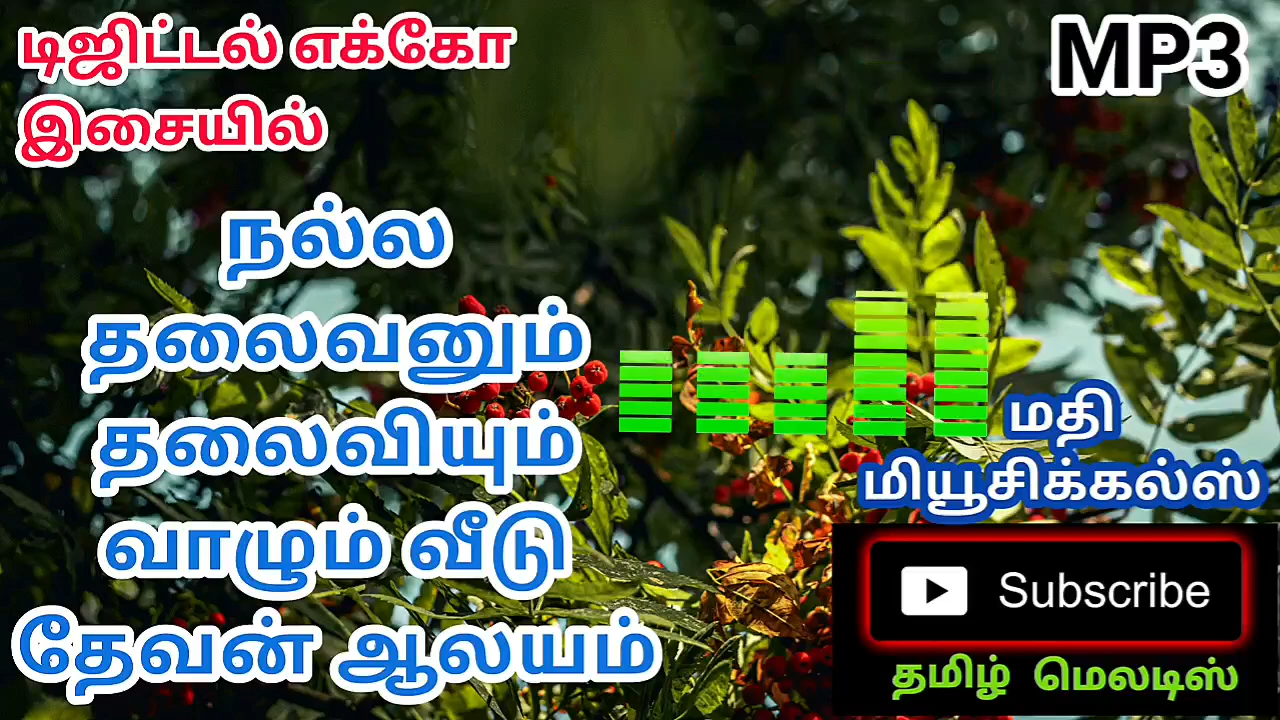 டிஜிட்டல் எக்கோ
இசையில்
MP3
நல்ல
தலைவனும்
தலைவியும்
வாழும் வீடு
தேவன் ஆலயம்
மதி
மியூசிக்கல்ஸ்
Subscribe
தமிழ் மெலடிஸ்